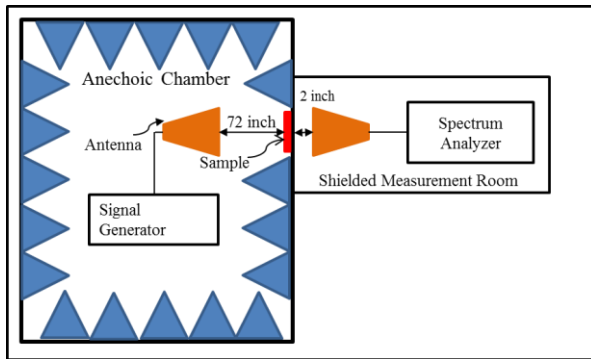 Anechoic Chamber
2 inch
72 inch
Antenna
Sample
Spectrum
Analyzer
Shielded Measurement Room
Signal
Generator